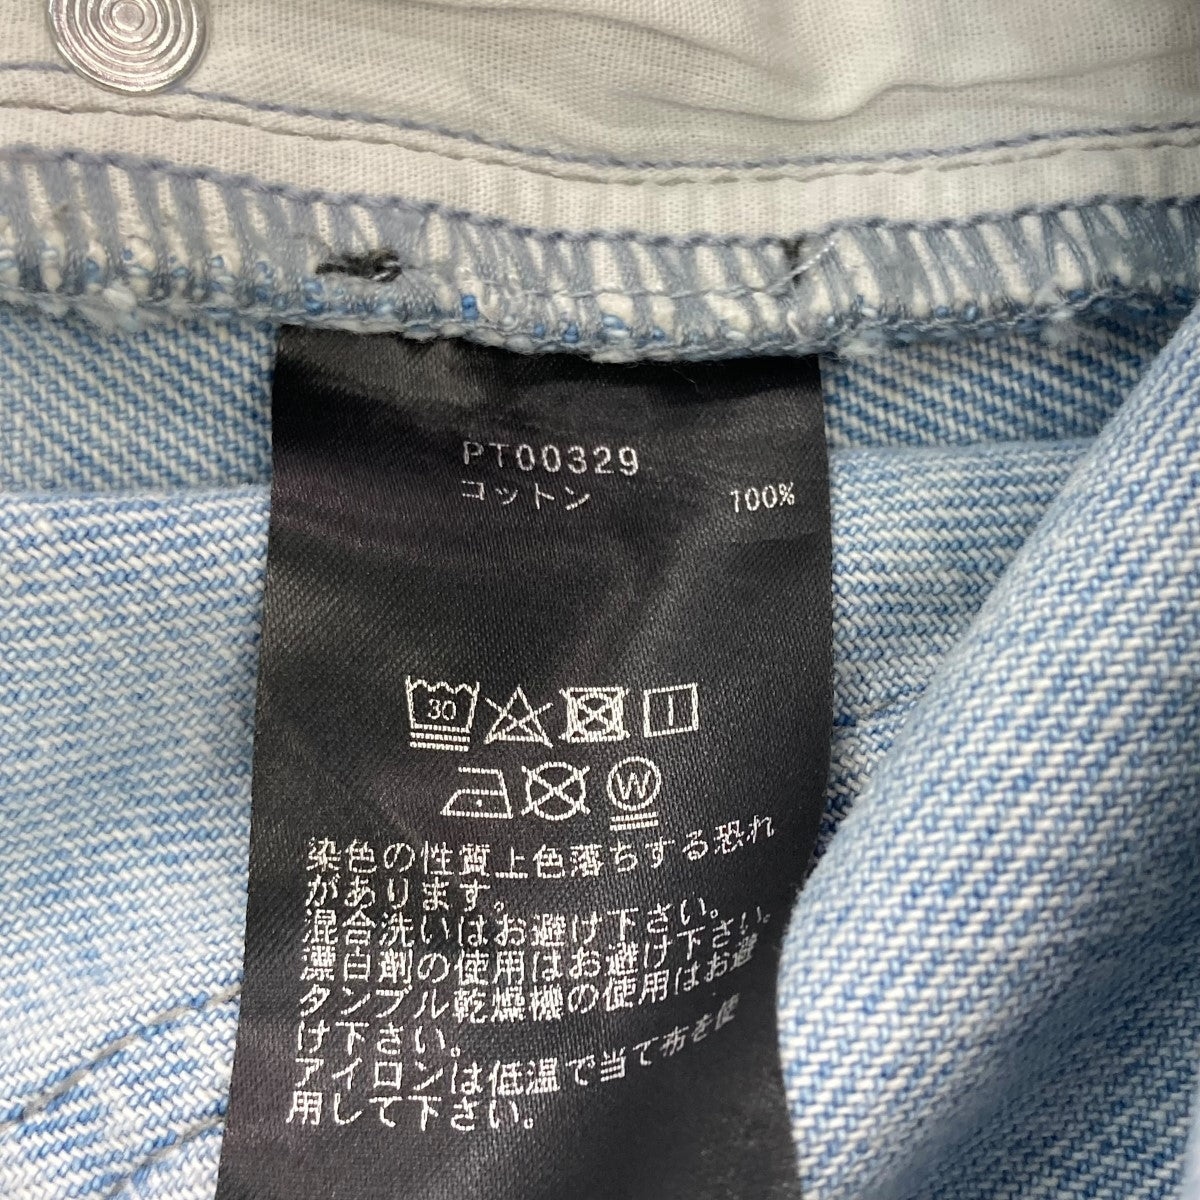 PT00329
コットン 100%
30
W
染色の性質上色落ちする恐れ
があります。
混合洗いはお避け下さい。
漂白剤の使用はお避け下さい。
タンブル乾燥機の使用はお避
け下さい。
アイロンは低温で当て布を使
用して下さい。